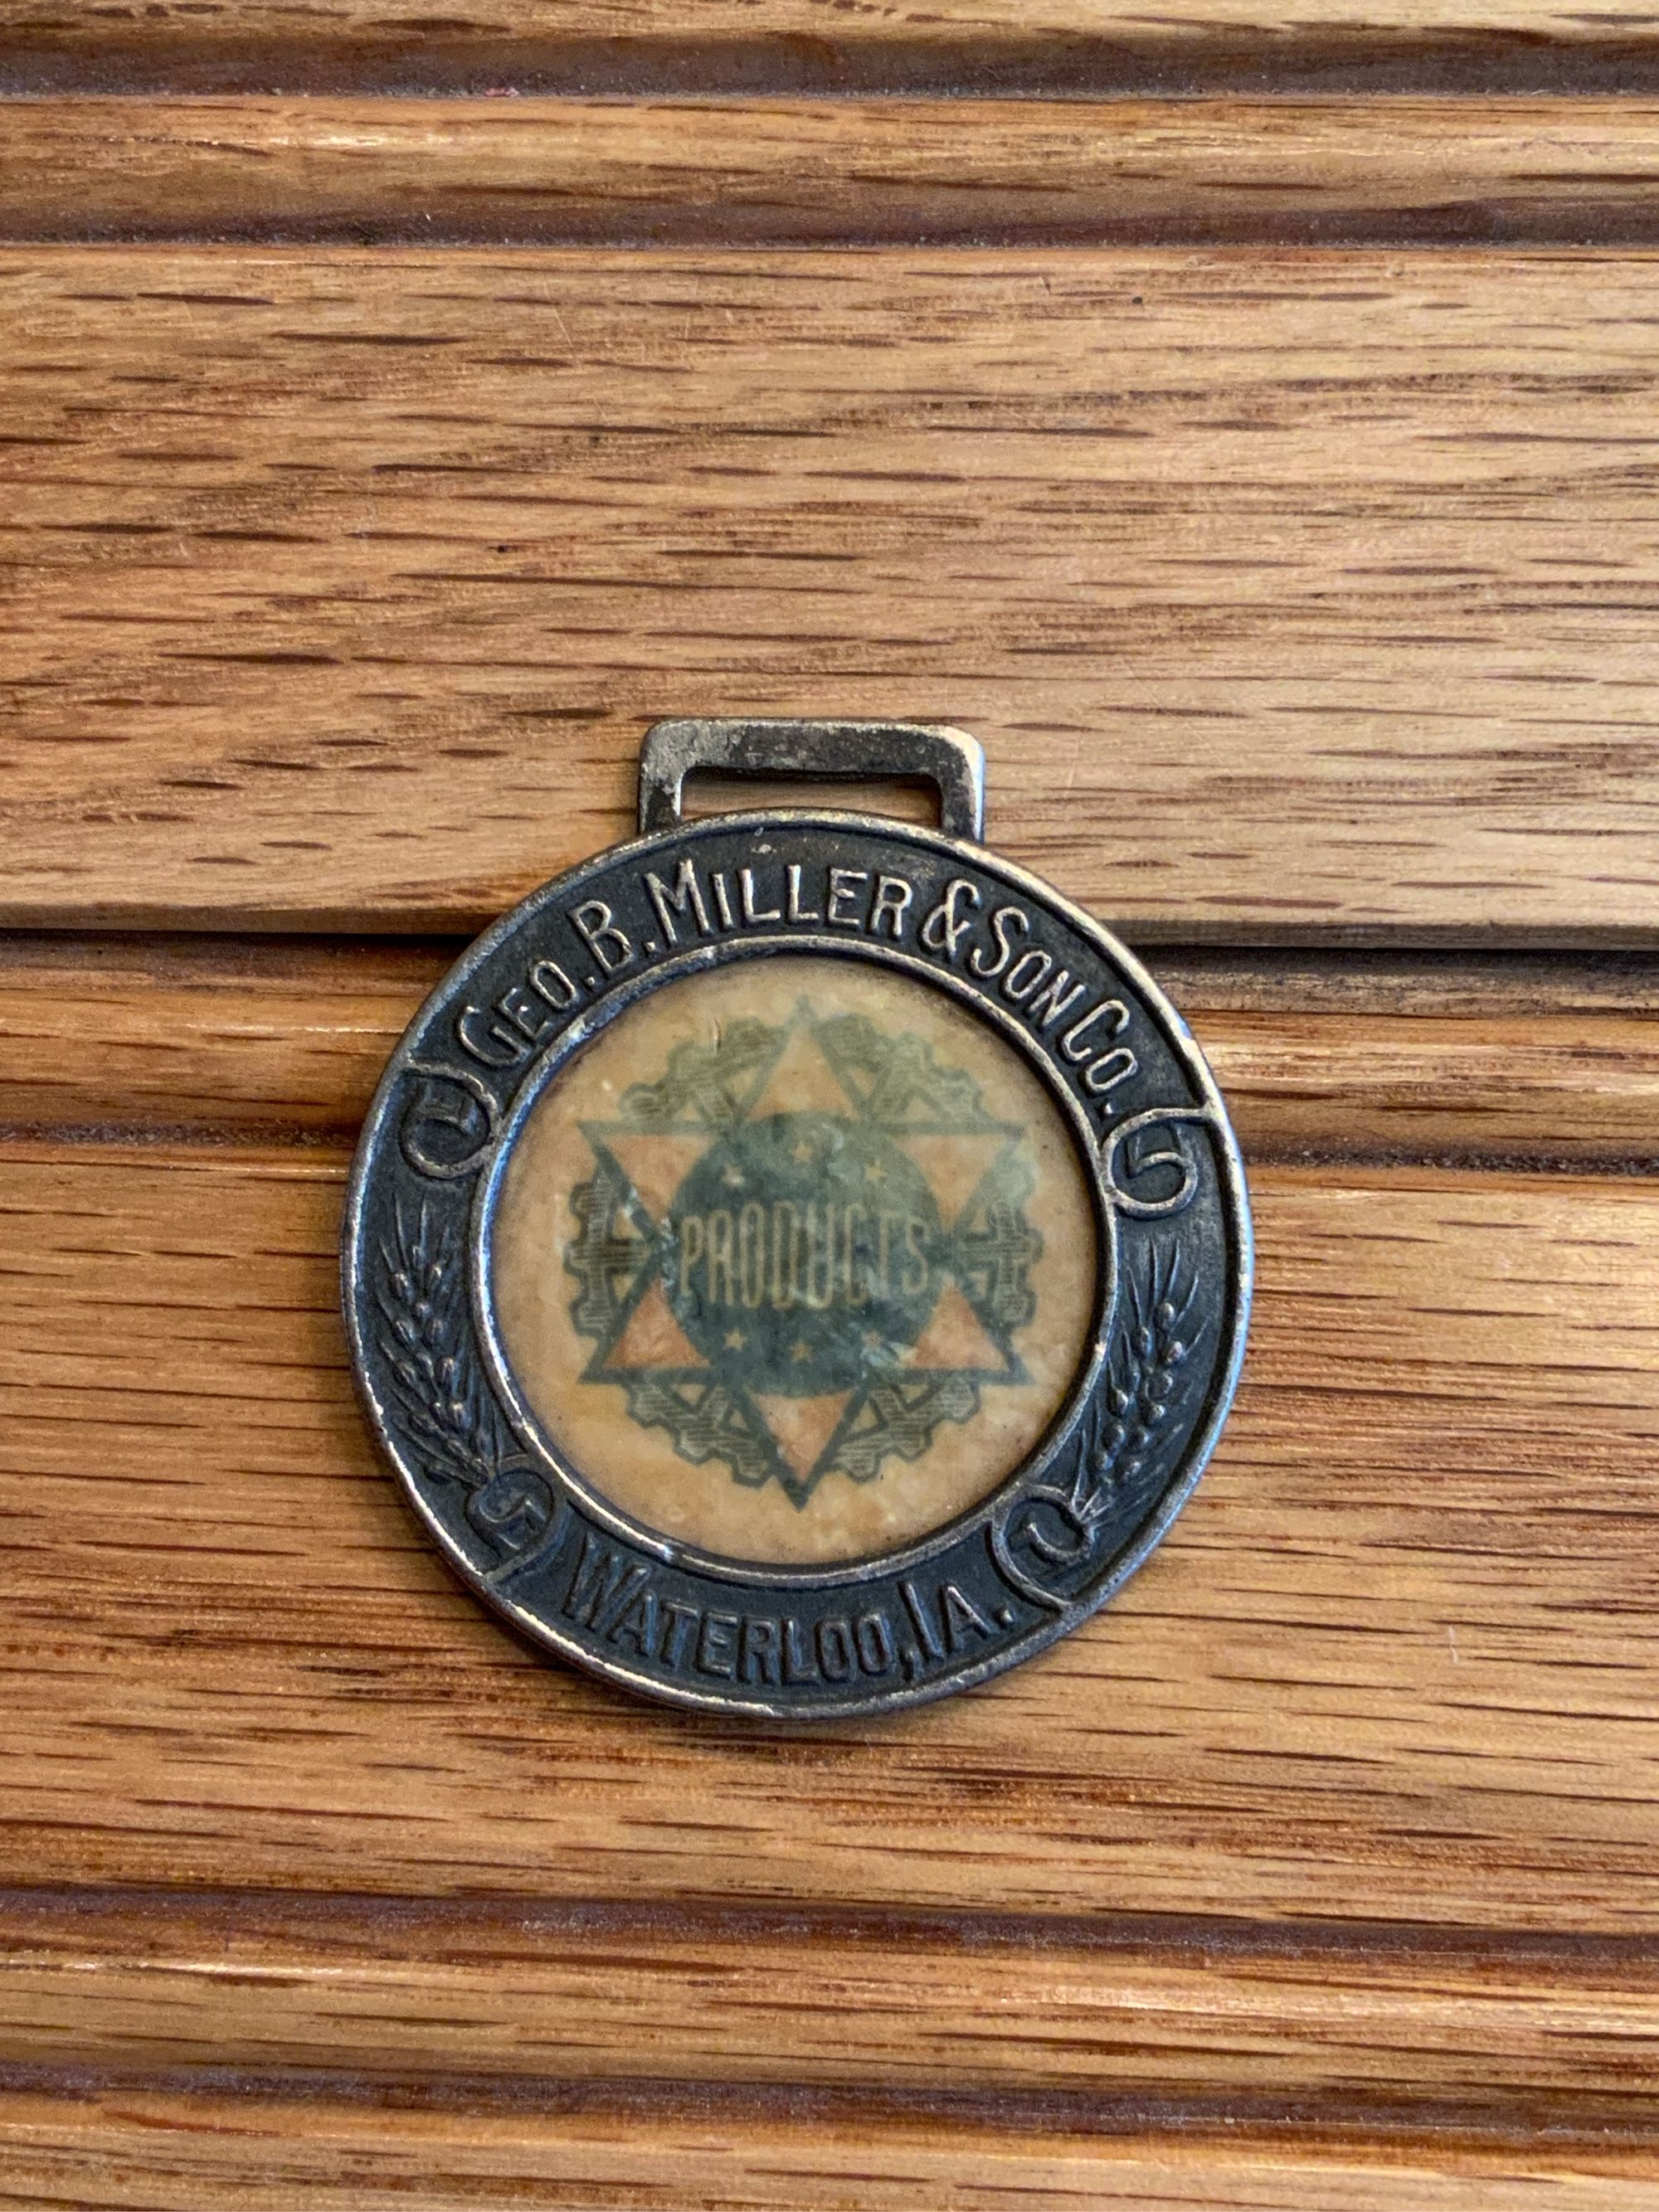 GEO. B. MILLER & SON CO.
PRODUCTS
WATERLOO, IA.